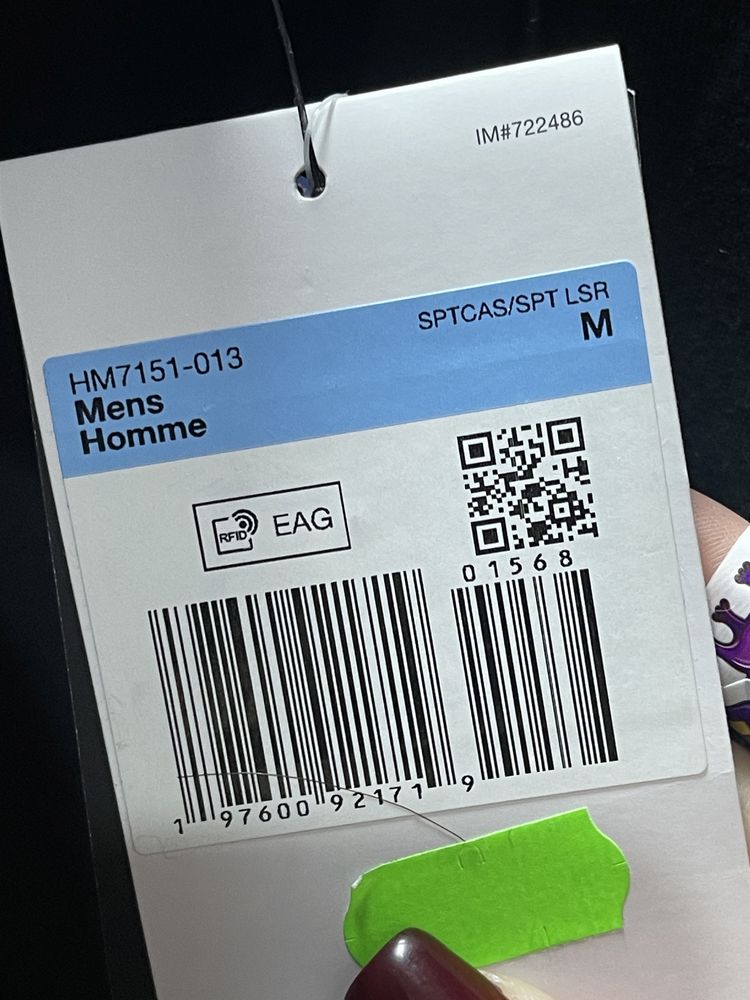 IM#722486
SPTCAS/SPT LSR
M
HM7151-013
Mens
Homme
RFID EAG
01568
1 97600 92171 9